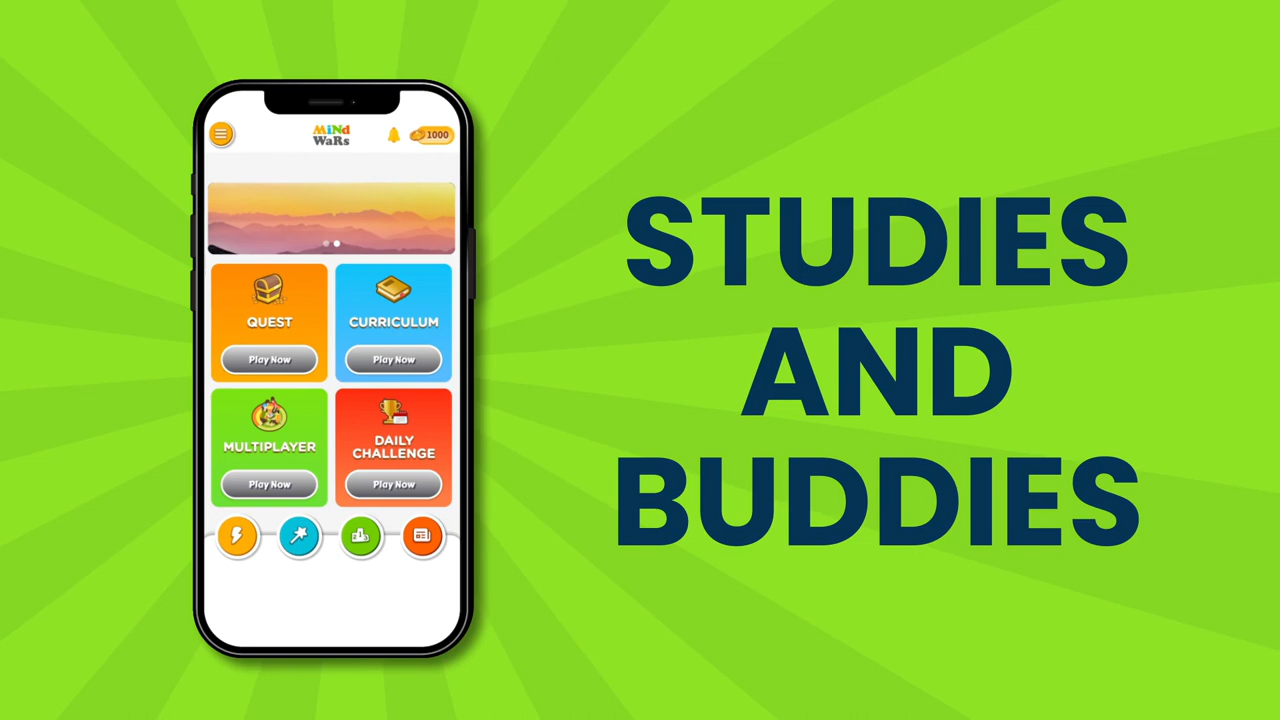 MiNd
WaRs
1000
QUEST
Play Now
CURRICULUM
Play Now
MULTIPLAYER
Play Now
DAILY
CHALLENGE
Play Now
STUDIES
AND
BUDDIES